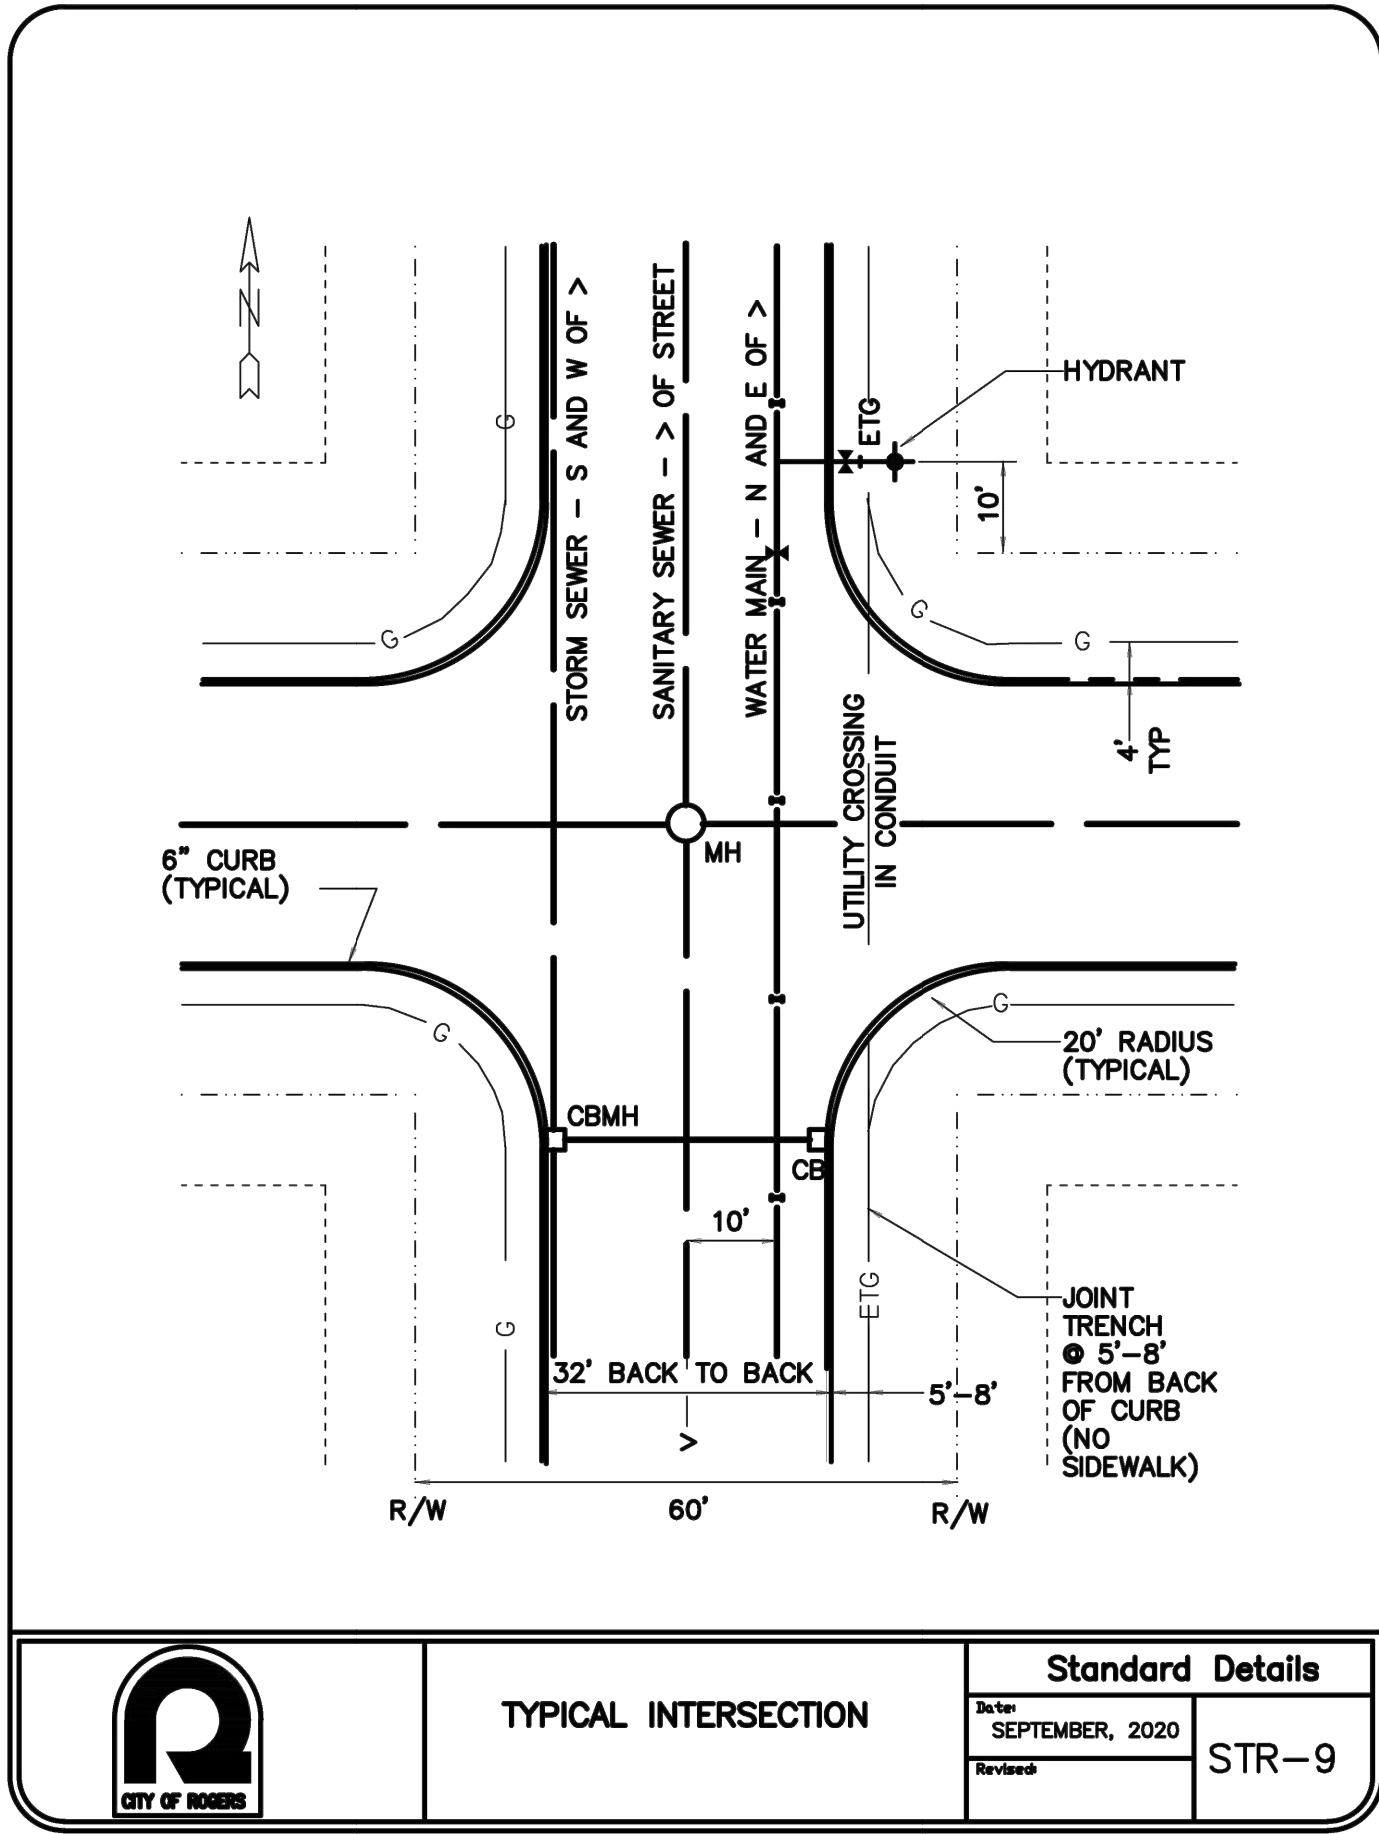 N
STORM SEWER – S AND W OF >
SANITARY SEWER – > OF STREET
WATER MAIN – N AND E OF >
G
ETG
HYDRANT
10'
G
G
G
4'
TYP
UTILITY CROSSING
IN CONDUIT
MH
6" CURB
(TYPICAL)
G
G
20' RADIUS
(TYPICAL)
CBMH
CB
10'
G
ETG
JOINT
TRENCH
@ 5'–8'
FROM BACK
OF CURB
(NO
SIDEWALK)
32' BACK TO BACK
5'–8'
>
R/W
60'
R/W
CITY OF ROGERS
TYPICAL INTERSECTION
Standard Details
Date:
SEPTEMBER, 2020
Revised:
STR–9